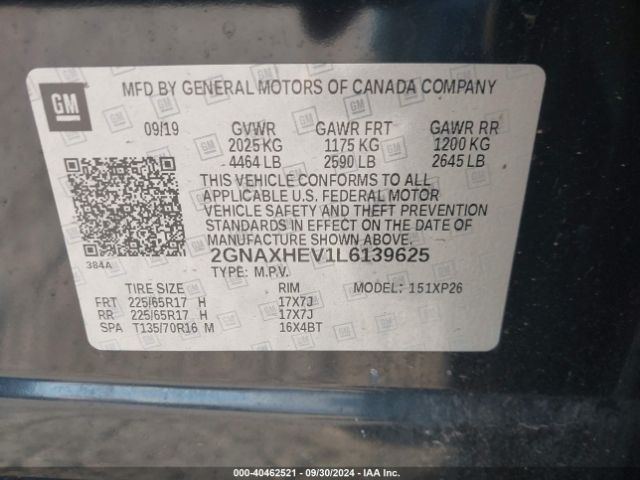 GM
MFD BY GENERAL MOTORS OF CANADA COMPANY
09/19 GVWR GAWR FRT GAWR RR
2025 KG 1175 KG 1200 KG
4464 LB 2590 LB 2645 LB
THIS VEHICLE CONFORMS TO ALL
APPLICABLE U.S. FEDERAL MOTOR
VEHICLE SAFETY AND THEFT PREVENTION
STANDARDS IN EFFECT ON THE DATE OF
MANUFACTURE SHOWN ABOVE.
384A
2GNAXHEV1L6139625
TYPE: M.P.V.
TIRE SIZE RIM MODEL: 151XP26
FRT 225/65R17 H 17X7J
RR 225/65R17 H 17X7J
SPA T135/70R16 M 16X4BT
000-40462521 - 09/30/2024 - IAA Inc.